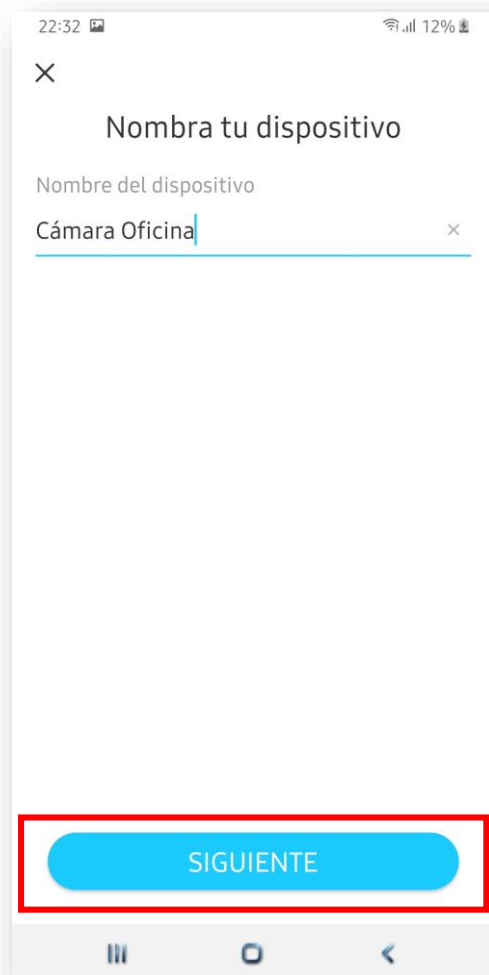 22:32 12%
Nombra tu dispositivo
Nombre del dispositivo
Cámara Oficina
SIGUIENTE